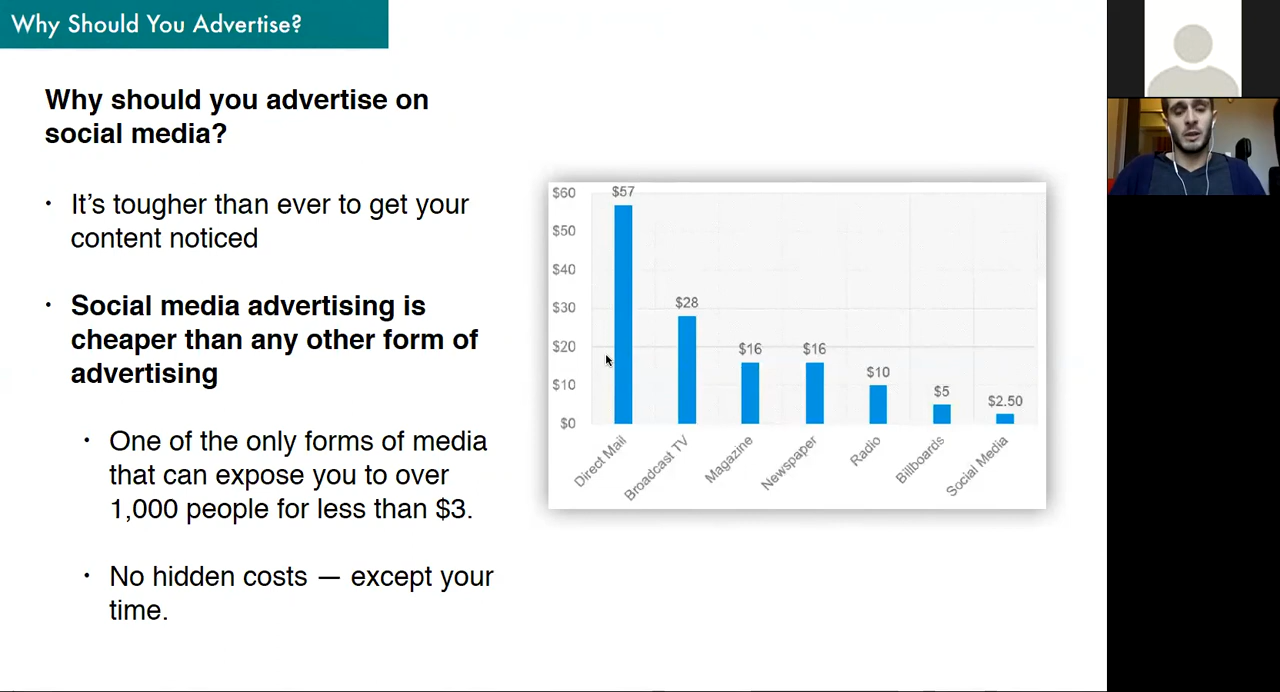 Why Should You Advertise?
Why should you advertise on
social media?
• It’s tougher than ever to get your
content noticed
• Social media advertising is
cheaper than any other form of
advertising
• One of the only forms of media
that can expose you to over
1,000 people for less than $3.
• No hidden costs — except your
time.
$60
$50
$40
$30
$20
$10
$0
$57
$28
$16
$16
$10
$5
$2.50
Direct Mail
Broadcast TV
Magazine
Newspaper
Radio
Billboards
Social Media